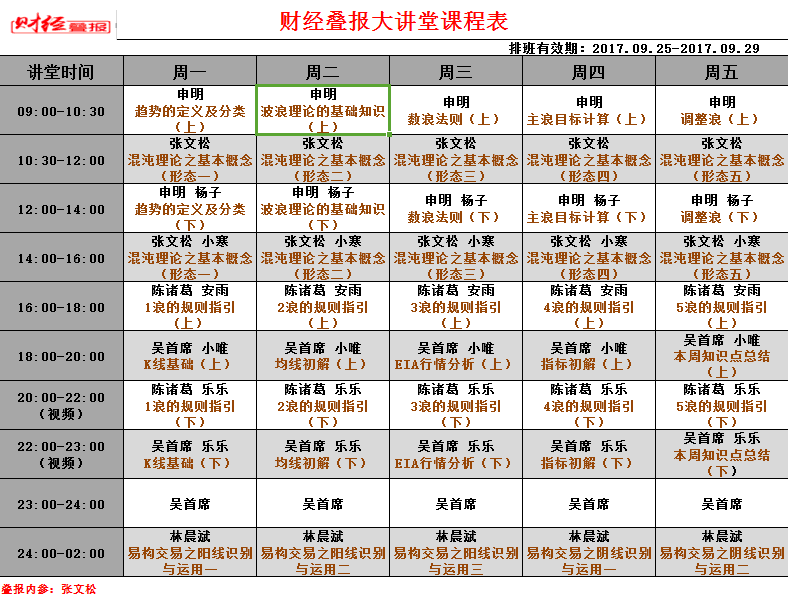 财经叠报
财经叠报大讲堂课程表
排班有效期：2017.09.25-2017.09.29
讲堂时间 周一 周二 周三 周四 周五
申明 申明 申明 申明 申明
09:00-10:30 趋势的定义及分类 波浪理论的基础知识 数浪法则（上） 主浪目标计算（上） 调整浪（上）
（上） （上）
张文松 张文松 张文松 张文松 张文松
10:30-12:00 混沌理论之基本概念 混沌理论之基本概念 混沌理论之基本概念 混沌理论之基本概念 混沌理论之基本概念
（形态一） （形态二） （形态三） （形态四） （形态五）
申明 杨子 申明 杨子 申明 杨子 申明 杨子 申明 杨子
12:00-14:00 趋势的定义及分类 波浪理论的基础知识 数浪法则（下） 主浪目标计算（下） 调整浪（下）
（下） （下）
张文松 小寒 张文松 小寒 张文松 小寒 张文松 小寒 张文松 小寒
14:00-16:00 混沌理论之基本概念 混沌理论之基本概念 混沌理论之基本概念 混沌理论之基本概念 混沌理论之基本概念
（形态一） （形态二） （形态三） （形态四） （形态五）
陈诸葛 安雨 陈诸葛 安雨 陈诸葛 安雨 陈诸葛 安雨 陈诸葛 安雨
16:00-18:00 1浪的规则指引 2浪的规则指引 3浪的规则指引 4浪的规则指引 5浪的规则指引
（上） （上） （上） （上） （上）
吴首席 小唯 吴首席 小唯 吴首席 小唯 吴首席 小唯 吴首席 小唯
18:00-20:00 K线基础（上） 均线初解（上） EIA行情分析（上） 指标初解（上） 本周知识点总结
（上）
陈诸葛 乐乐 陈诸葛 乐乐 陈诸葛 乐乐 陈诸葛 乐乐 陈诸葛 乐乐
20:00-22:00 1浪的规则指引 2浪的规则指引 3浪的规则指引 4浪的规则指引 5浪的规则指引
（视频） （下） （下） （下） （下） （下）
吴首席 乐乐 吴首席 乐乐 吴首席 乐乐 吴首席 乐乐 吴首席 乐乐
22:00-23:00 K线基础（下） 均线初解（下） EIA行情分析（下） 指标初解（下） 本周知识点总结
（视频） （下）
23:00-24:00 吴首席 吴首席 吴首席 吴首席 吴首席
林晨斌 林晨斌 林晨斌 林晨斌 林晨斌
24:00-02:00 易构交易之阳线识别 易构交易之阳线识别 易构交易之阳线识别 易构交易之阴线识别 易构交易之阴线识别
与运用一 与运用二 与运用三 与运用一 与运用二
叠报内参：张文松